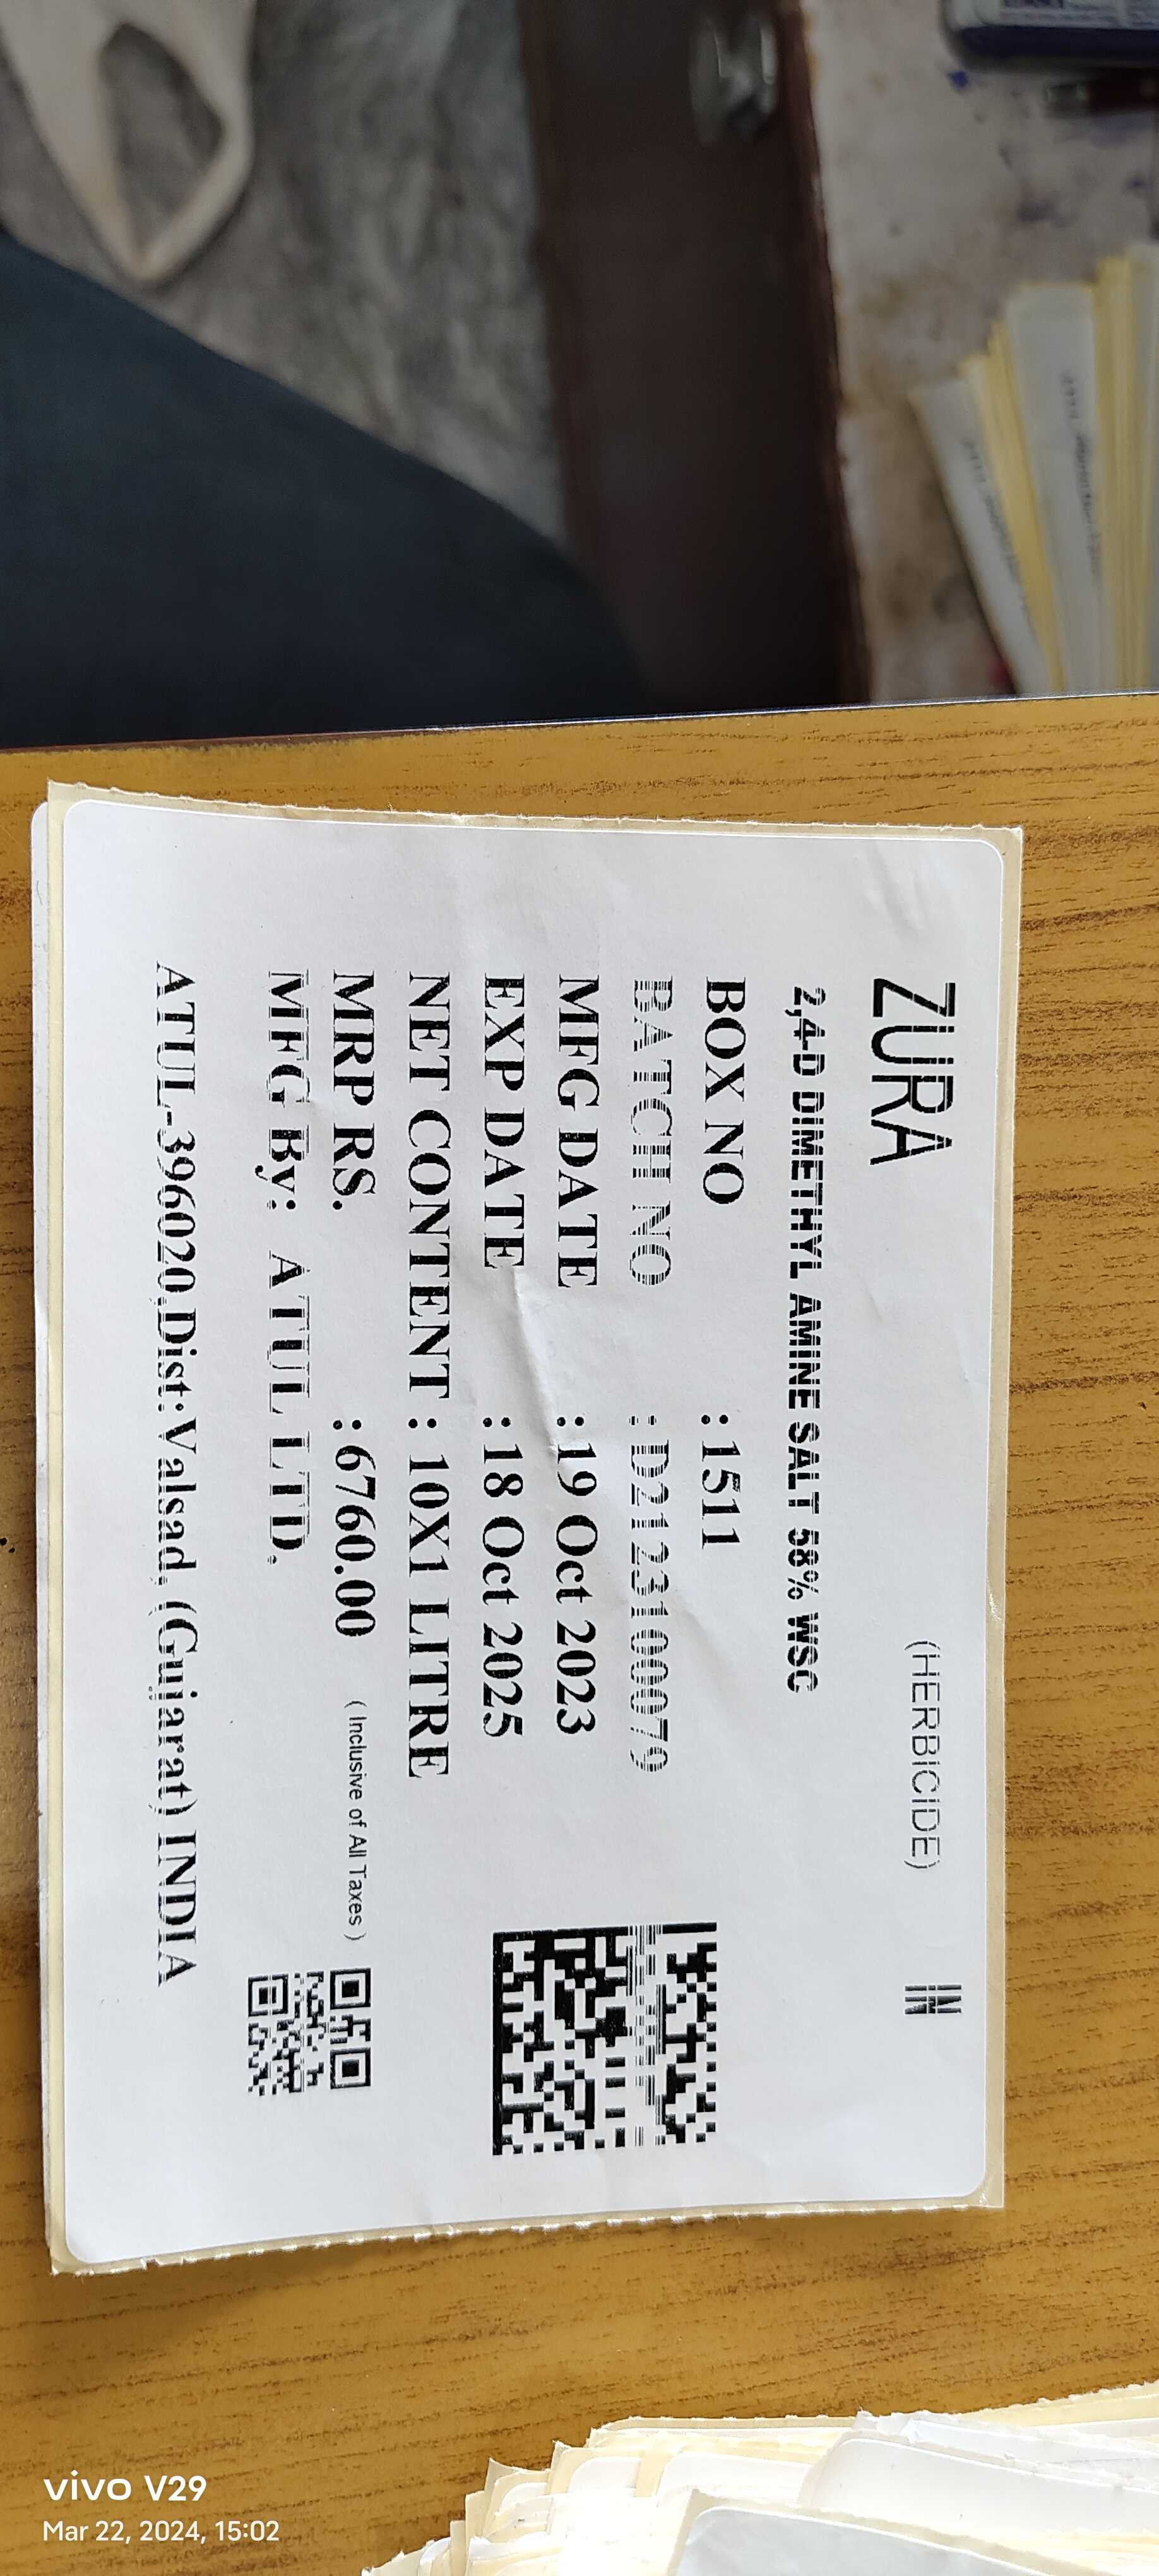 ZURA (HERBICIDE) IN
2,4-D DIMETHYL AMINE SALT 58% WSC
BOX NO : 1511
BATCH NO : D212310079
MFG DATE : 19 Oct 2023
EXP DATE : 18 Oct 2025
NET CONTENT : 10X1 LITRE
MRP RS. : 6760.00 ( Inclusive of All Taxes )
MFG By: ATUL LTD.
ATUL-396020,Dist:Valsad, (Gujarat) INDIA
vivo V29
Mar 22, 2024, 15:02